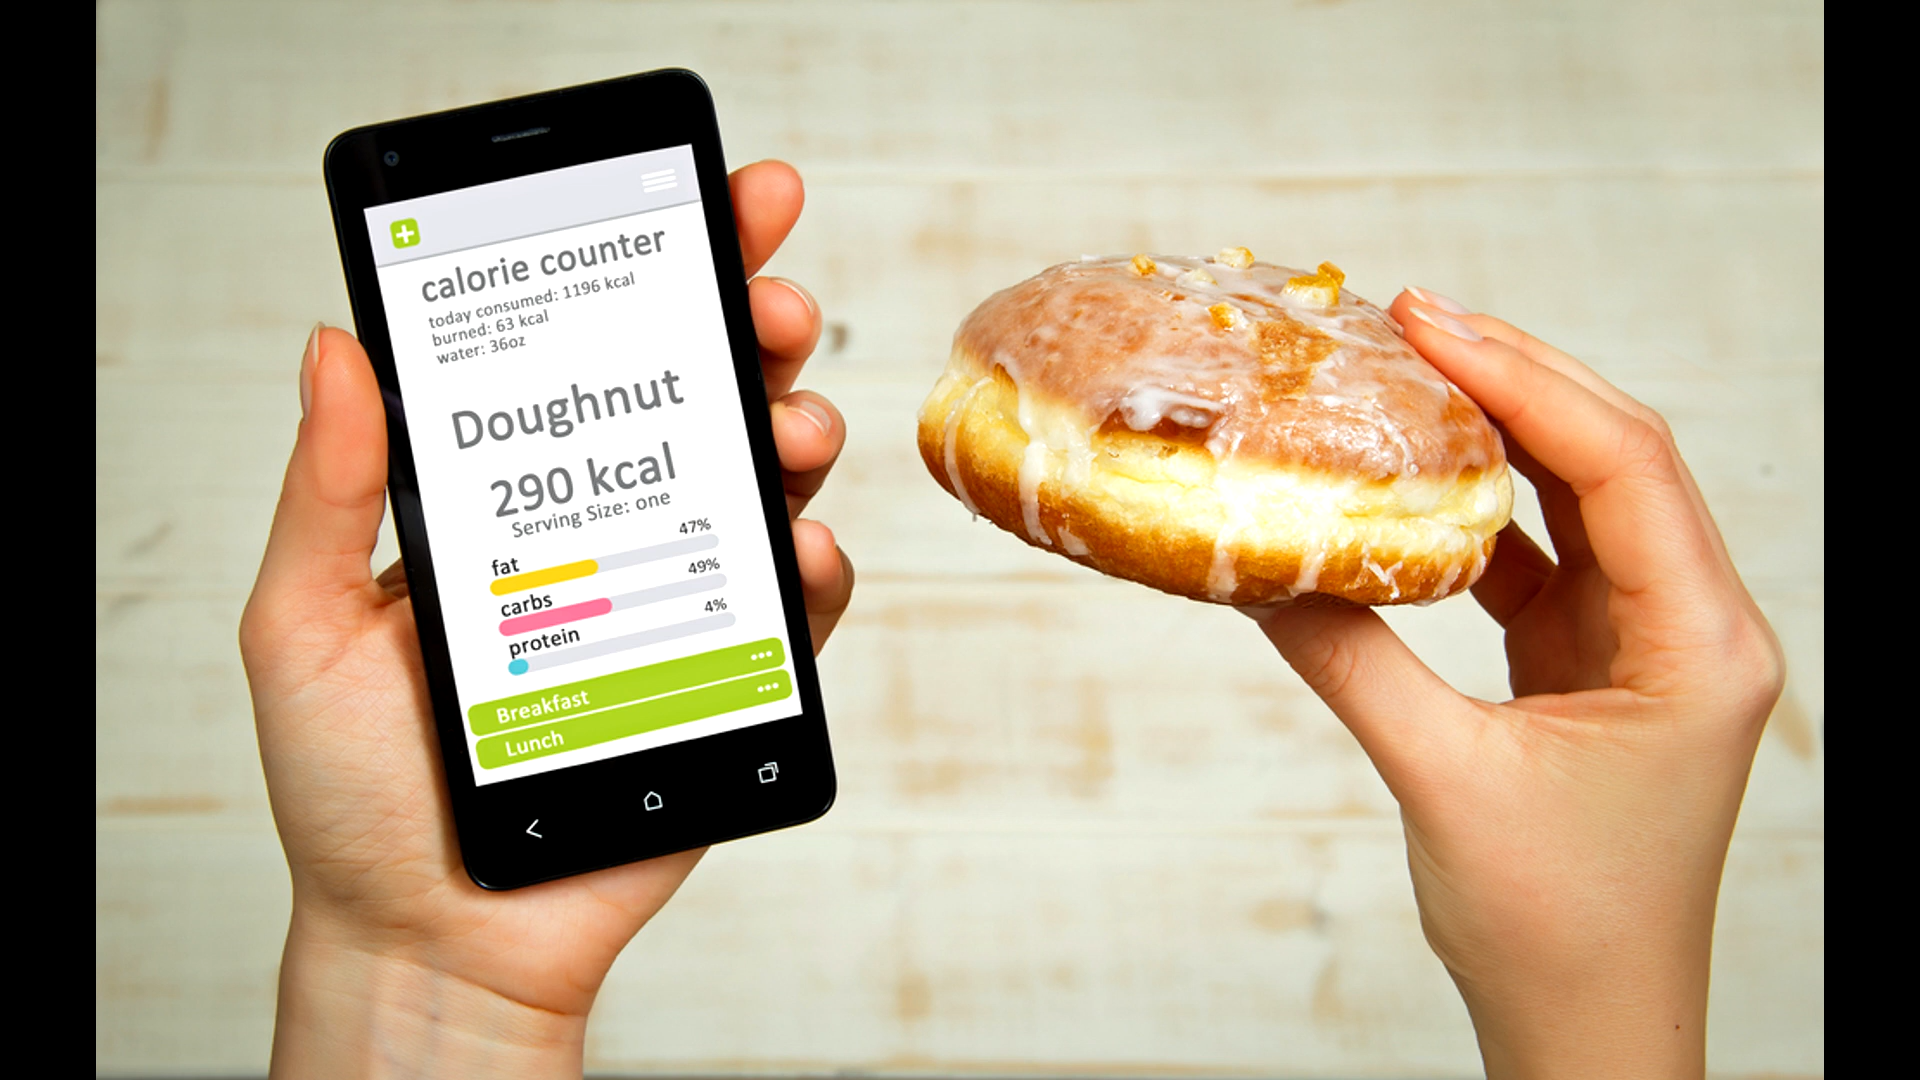 calorie counter
today consumed: 1196 kcal
burned: 63 kcal
water: 36oz
Doughnut
290 kcal
Serving Size: one
47%
fat
49%
carbs
4%
protein
Breakfast
Lunch